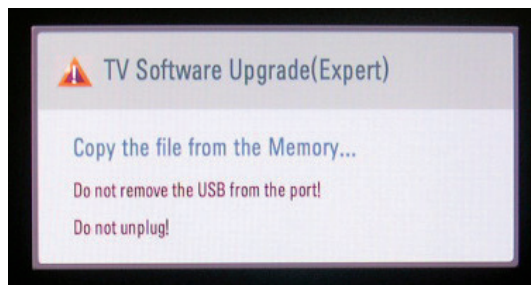 TV Software Upgrade(Expert)
Copy the file from the Memory...
Do not remove the USB from the port!
Do not unplug!